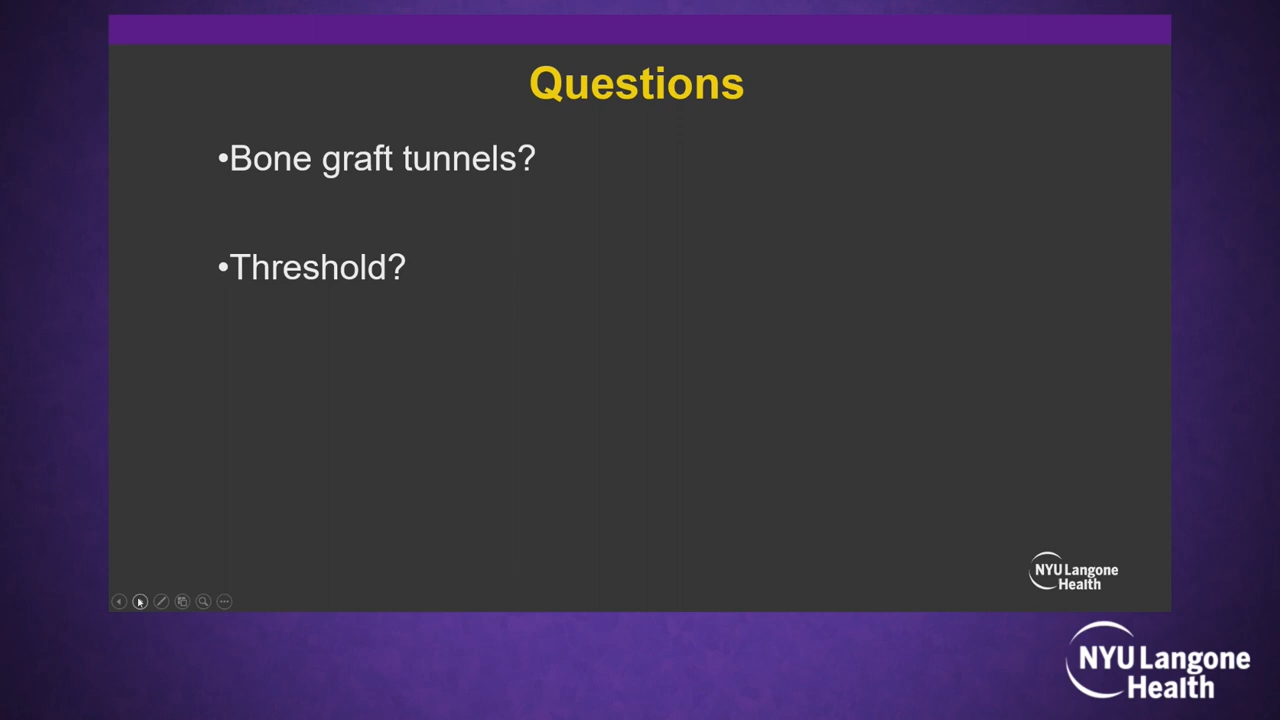 Questions
•Bone graft tunnels?
•Threshold?
NYU Langone
Health
NYU Langone
Health